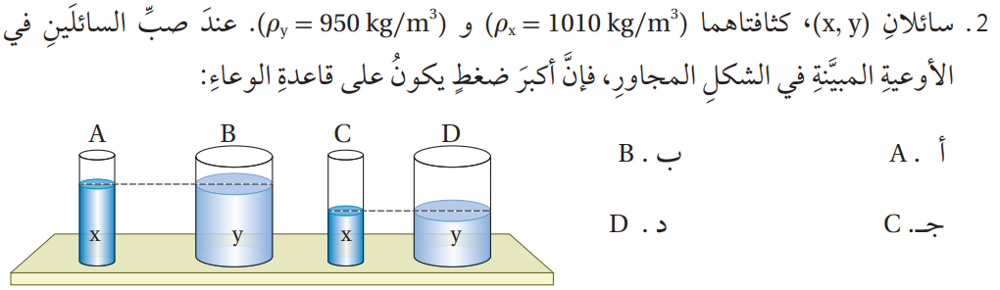 2. سائلانِ (x, y)، كثافتاهما (ρx = 1010 kg/m³) و (ρy = 950 kg/m³). عندَ صبِّ السائلَينِ في
الأوعيةِ المبيَّنةِ في الشكلِ المجاورِ، فإنَّ أكبرَ ضغطٍ يكونُ على قاعدةِ الوعاءِ:
أ . A
ب . B
جـ. C
د . D
A B C D
x y x y